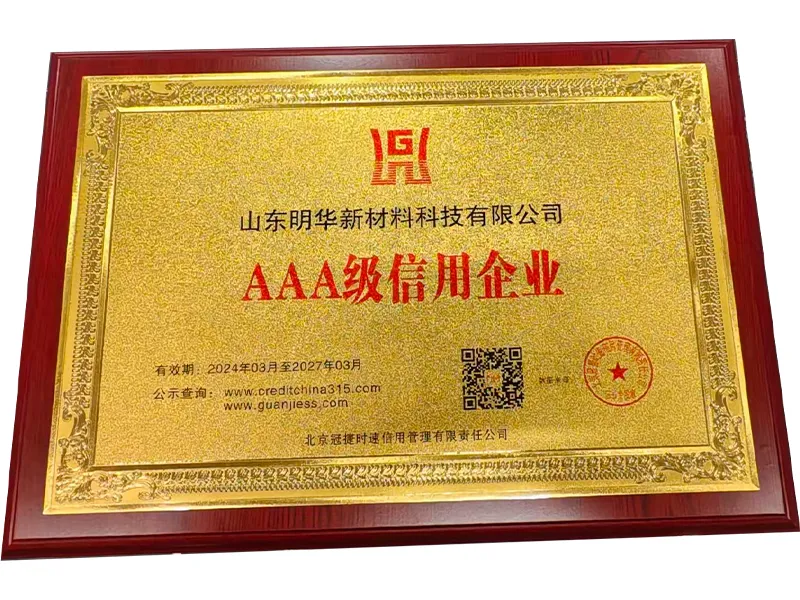 山东明华新材料科技有限公司
AAA级信用企业
有效期：2024年03月至2027年03月
公示查询：www.creditchina315.com
www.guanjiess.com
北京冠捷时速信用管理有限责任公司